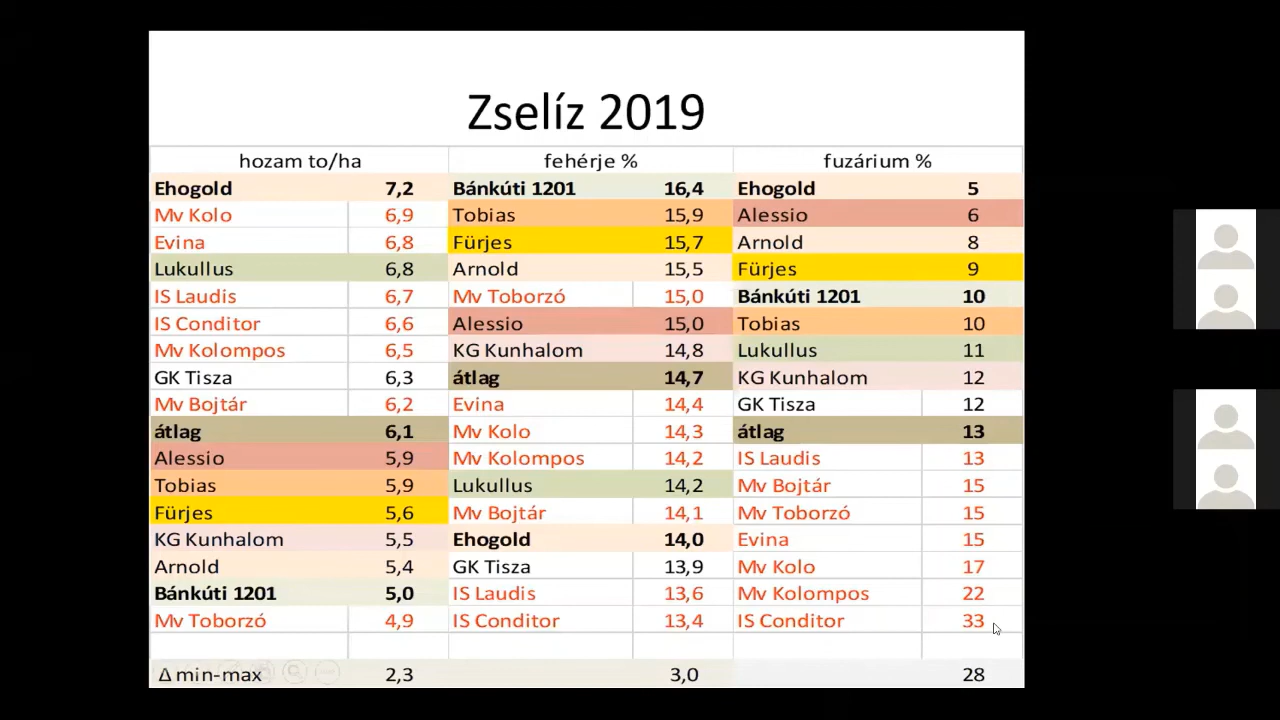 Zselíz 2019
hozam to/ha fehérje % fuzárium %
Ehogold 7,2 Bánkúti 1201 16,4 Ehogold 5
Mv Kolo 6,9 Tobias 15,9 Alessio 6
Evina 6,8 Fürjes 15,7 Arnold 8
Lukullus 6,8 Arnold 15,5 Fürjes 9
IS Laudis 6,7 Mv Toborzó 15,0 Bánkúti 1201 10
IS Conditor 6,6 Alessio 15,0 Tobias 10
Mv Kolompos 6,5 KG Kunhalom 14,8 Lukullus 11
GK Tisza 6,3 átlag 14,7 KG Kunhalom 12
Mv Bojtár 6,2 Evina 14,4 GK Tisza 12
átlag 6,1 Mv Kolo 14,3 átlag 13
Alessio 5,9 Mv Kolompos 14,2 IS Laudis 13
Tobias 5,9 Lukullus 14,2 Mv Bojtár 15
Fürjes 5,6 Mv Bojtár 14,1 Mv Toborzó 15
KG Kunhalom 5,5 Ehogold 14,0 Evina 15
Arnold 5,4 GK Tisza 13,9 Mv Kolo 17
Bánkúti 1201 5,0 IS Laudis 13,6 Mv Kolompos 22
Mv Toborzó 4,9 IS Conditor 13,4 IS Conditor 33
Δ min-max 2,3 3,0 28